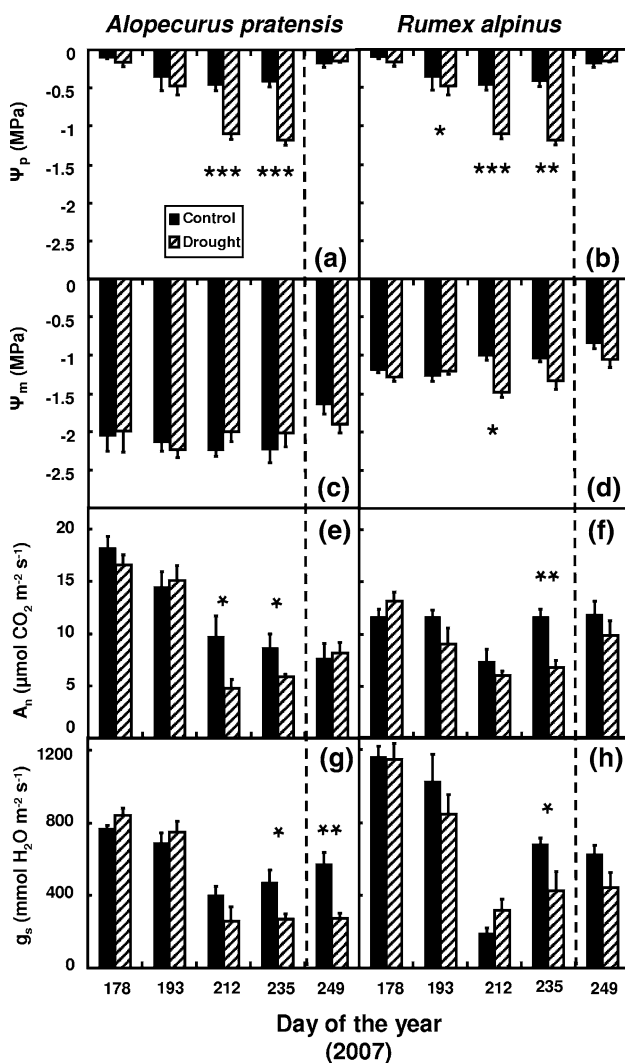 Alopecurus pratensis Rumex alpinus
0
-0.5
-1
-1.5
-2
Ψp (MPa)
* 
*** *** *** **
Control
Drought
(a) (b)
0
-0.5
-1
-1.5
-2
-2.5
Ψm (MPa)
*
(c) (d)
20
15
10
5
0
An (µmol CO2 m-2 s-1)
(e) (f)
* * **
1200
800
400
0
gs (mmol H2O m-2 s-1)
(g) (h)
* ** *
178 193 212 235 249 178 193 212 235 249
Day of the year
(2007)